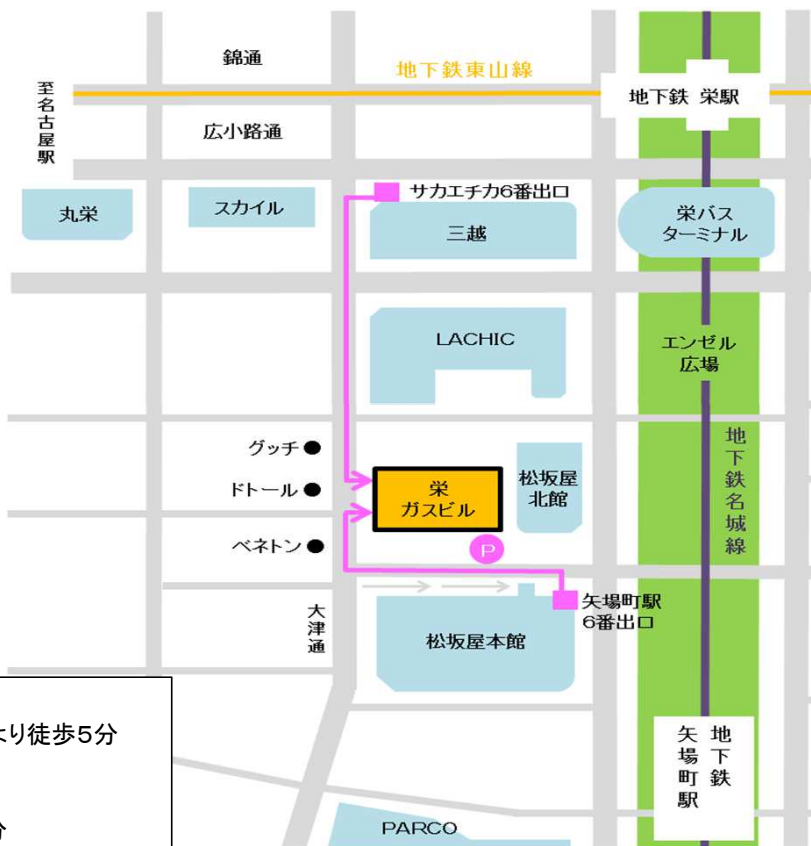 錦通
地下鉄東山線
至名古屋駅
地下鉄 栄駅
広小路通
サカエチカ6番出口
丸栄
スカイル
三越
栄バス
ターミナル
LACHIC
エンゼル
広場
グッチ
ドトール
ベネトン
栄
ガスビル
松坂屋
北館
地下鉄名城線
P
矢場町駅
6番出口
大津通
松坂屋本館
より徒歩5分
分
地下鉄
矢場町駅
PARCO